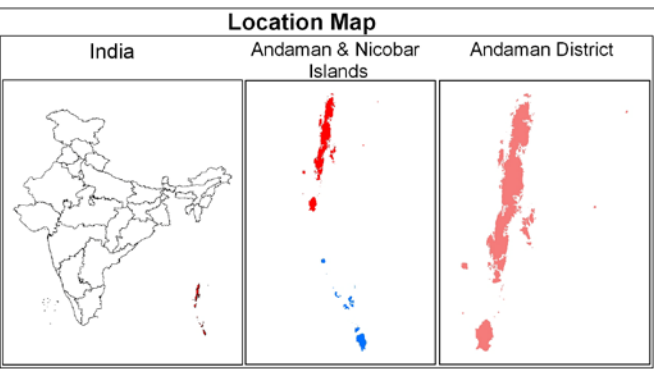 Location Map
India
Andaman & Nicobar
Islands
Andaman District